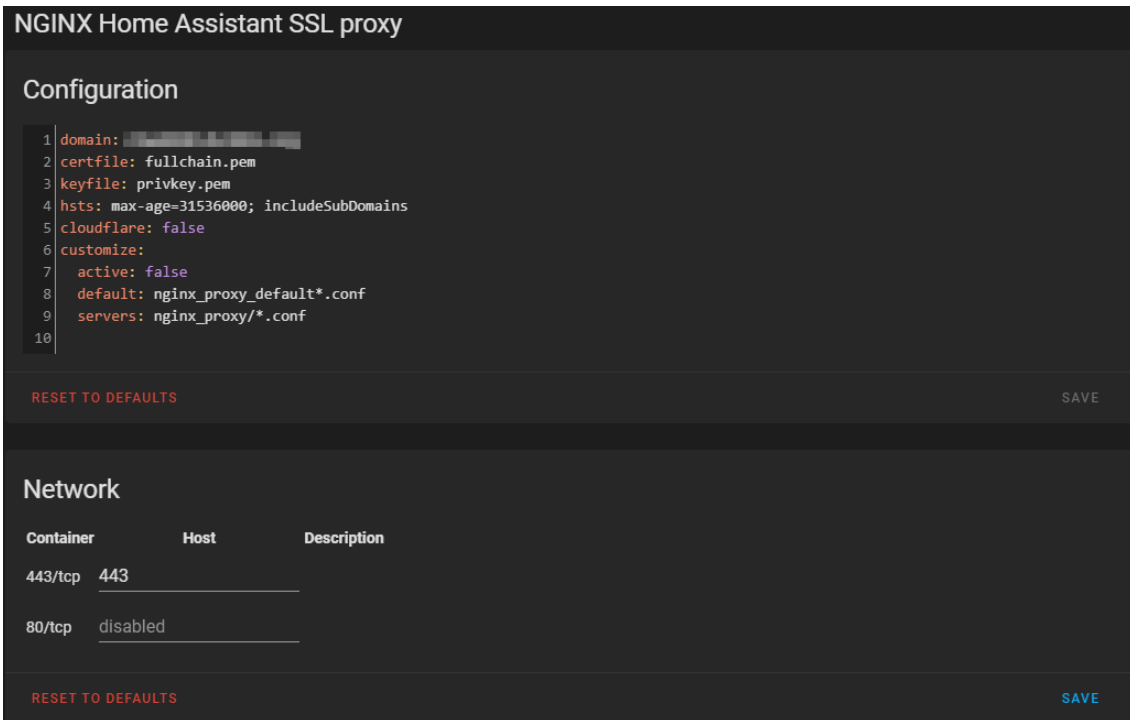 NGINX Home Assistant SSL proxy
Configuration
1 domain:
2 certfile: fullchain.pem
3 keyfile: privkey.pem
4 hsts: max-age=31536000; includeSubDomains
5 cloudflare: false
6 customize:
7 active: false
8 default: nginx_proxy_default*.conf
9 servers: nginx_proxy/*.conf
10
RESET TO DEFAULTS SAVE
Network
Container Host Description
443/tcp 443
80/tcp disabled
RESET TO DEFAULTS SAVE